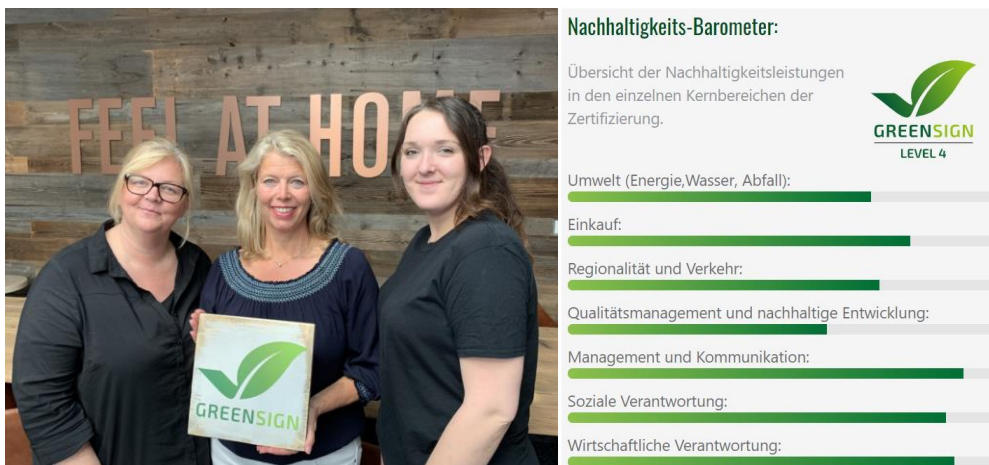 FEEL AT HOME
GREENSIGN
Nachhaltigkeits-Barometer:
Übersicht der Nachhaltigkeitsleistungen
in den einzelnen Kernbereichen der
Zertifizierung.
GREENSIGN
LEVEL 4
Umwelt (Energie,Wasser, Abfall):
Einkauf:
Regionalität und Verkehr:
Qualitätsmanagement und nachhaltige Entwicklung:
Management und Kommunikation:
Soziale Verantwortung:
Wirtschaftliche Verantwortung: